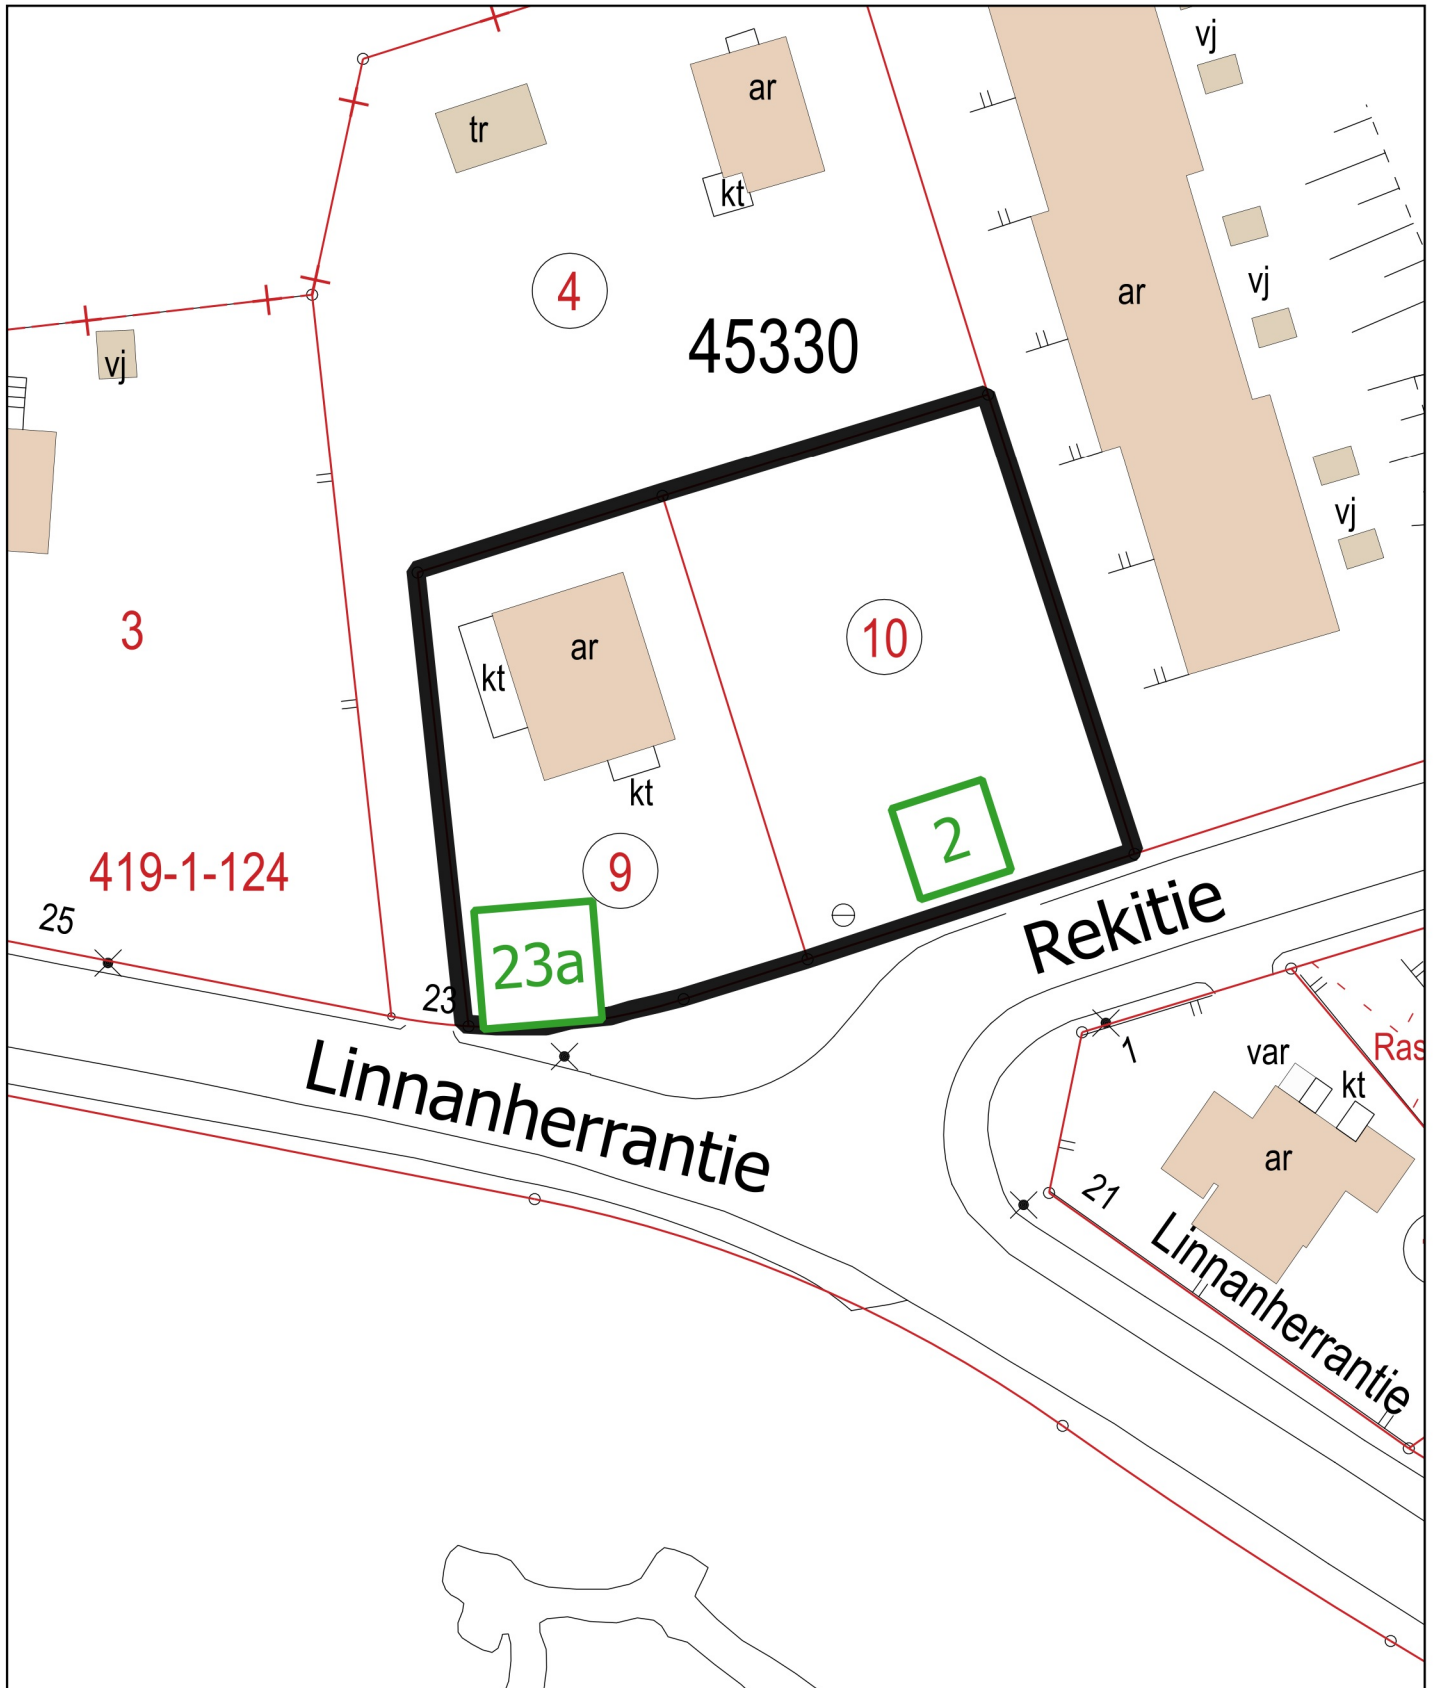 vj
ar
tr
kt
vj
4
ar
45330
vj
vj
3
10
ar
kt
kt
2
419-1-124
9
25
23a
23
Rekitie
1
var
Ras
kt
Linnanherrantie
ar
21
Linnanherrantie